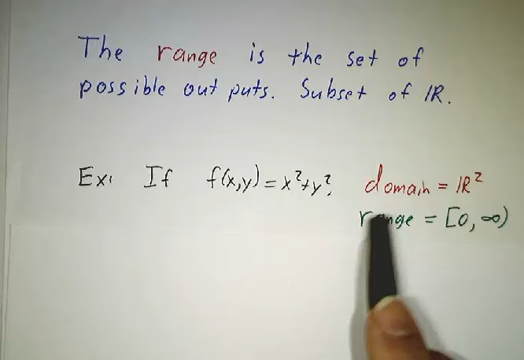 The range is the set of
possible out puts. Subset of ℝ.
Ex: If f(x,y) = x²+y², domain = ℝ²
range = [0, ∞)